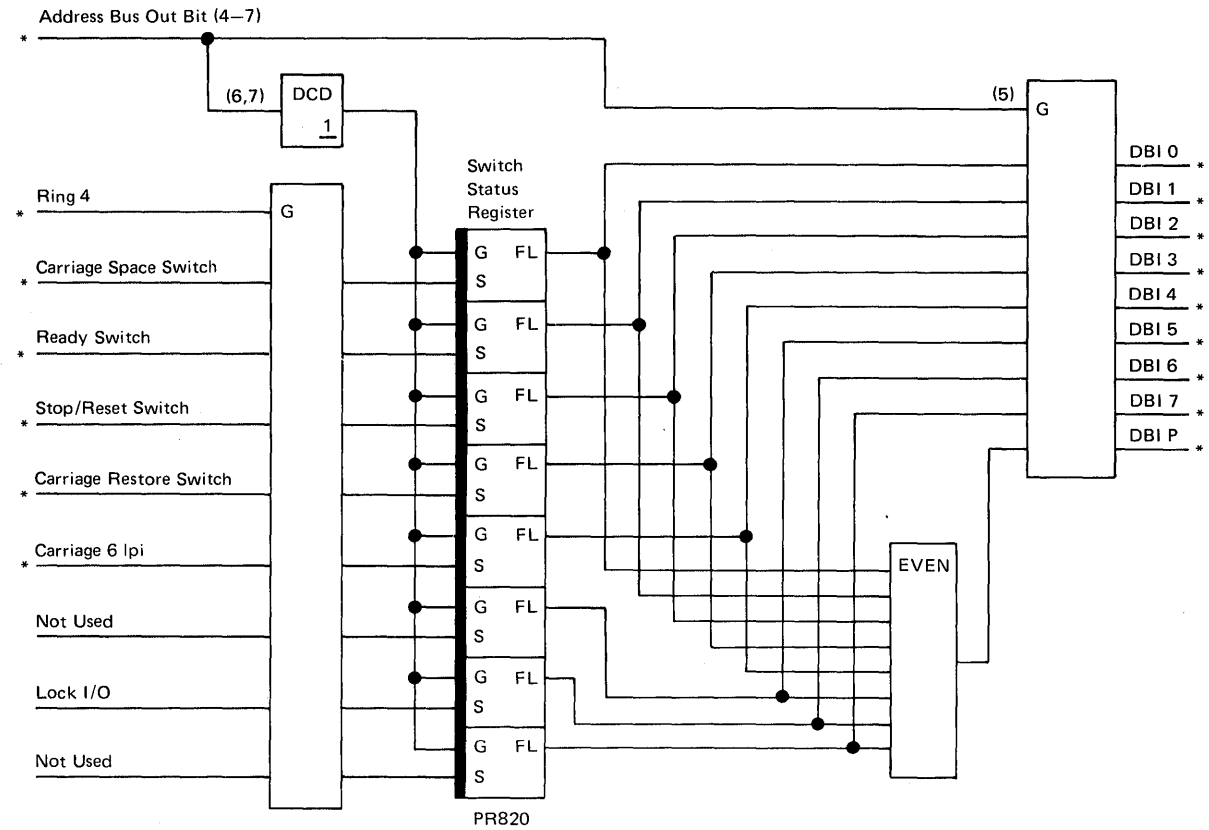 Address Bus Out Bit (4–7)
*
(6,7)
DCD
1
(5)
G
Switch
Status
Register
Ring 4
*
G
Carriage Space Switch
*
Ready Switch
*
Stop/Reset Switch
*
Carriage Restore Switch
*
Carriage 6 lpi
*
Not Used
Lock I/O
Not Used
G FL
S
G FL
S
G FL
S
G FL
S
G FL
S
G FL
S
G FL
S
G FL
S
PR820
EVEN
DBI 0 *
DBI 1 *
DBI 2 *
DBI 3 *
DBI 4 *
DBI 5 *
DBI 6 *
DBI 7 *
DBI P *